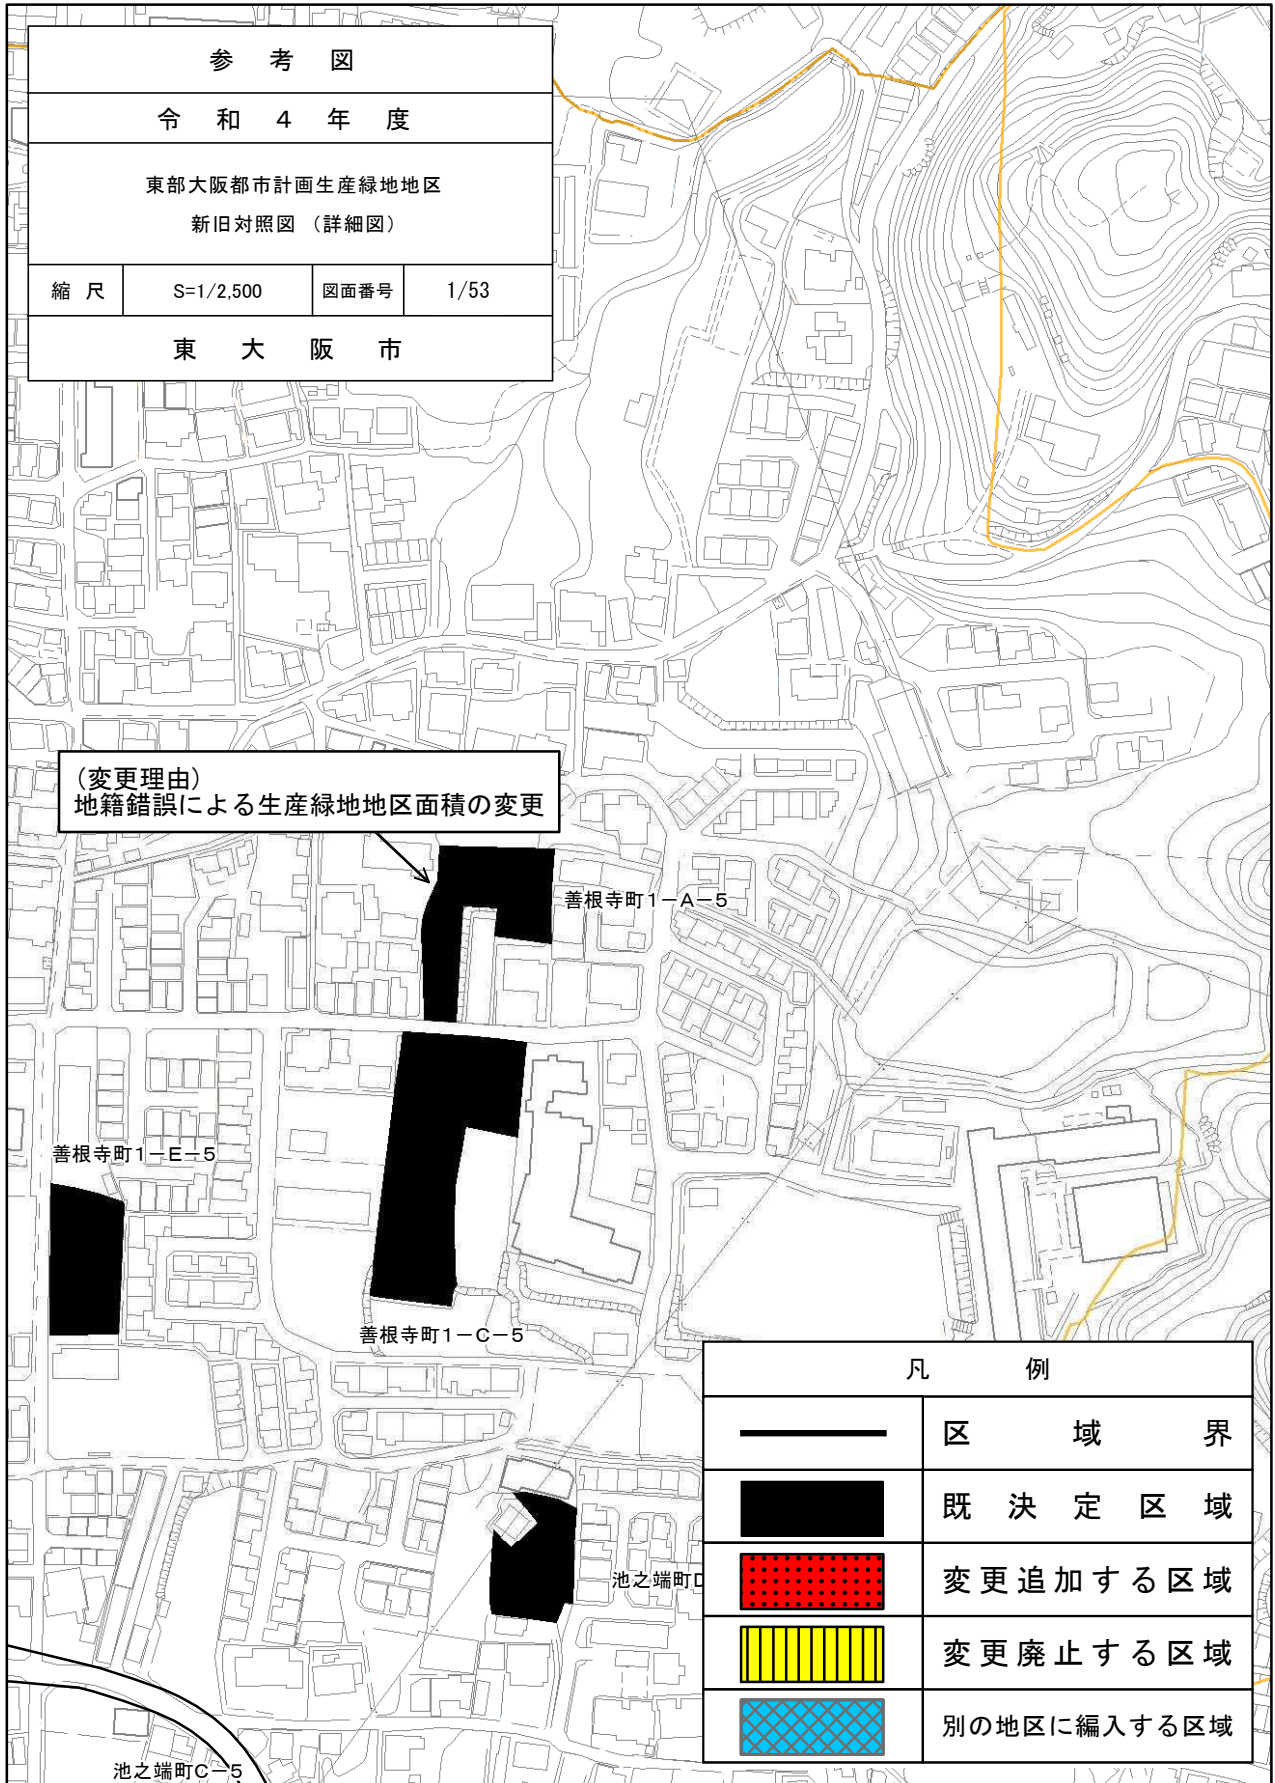 参考図
令和４年度
東部大阪都市計画生産緑地地区
新旧対照図 （詳細図）
縮 尺 S=1/2,500 図面番号 1/53
東大阪市
（変更理由）
地籍錯誤による生産緑地地区面積の変更
善根寺町1－A－5
善根寺町1－E－5
善根寺町1－C－5
池之端町D
池之端町C－5
凡例
区域界
既決定区域
変更追加する区域
変更廃止する区域
別の地区に編入する区域